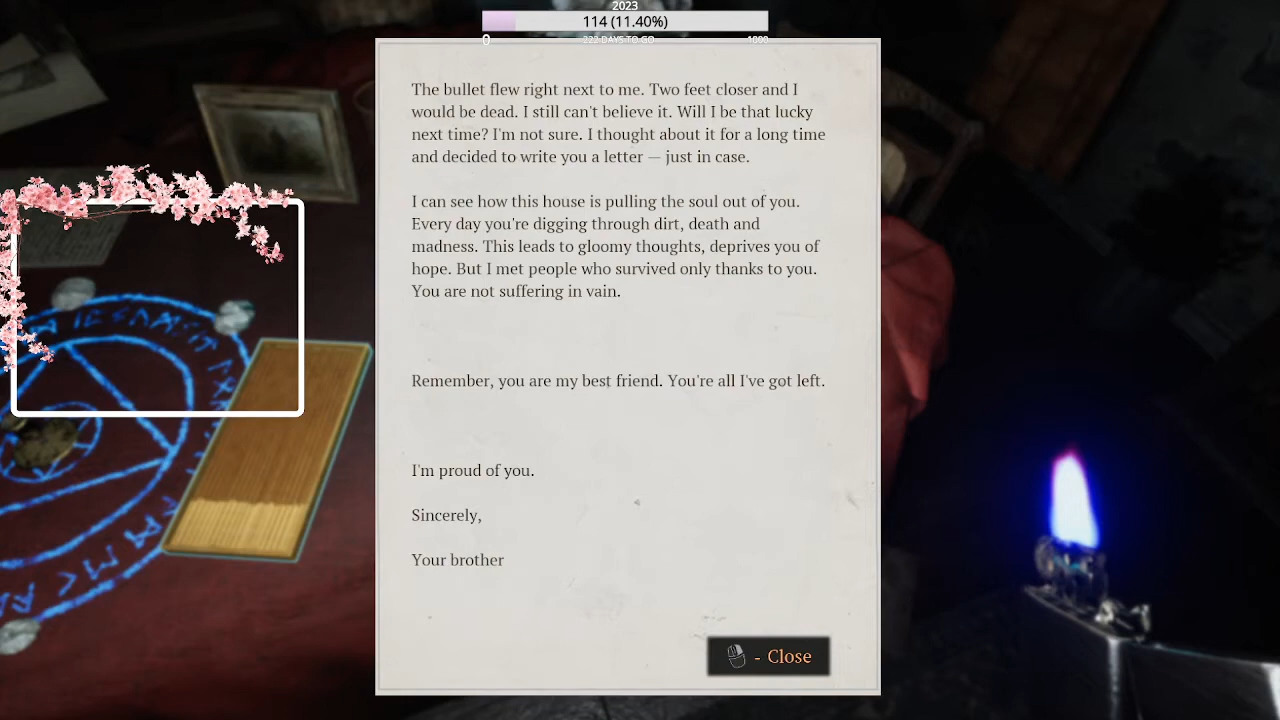 2023
114 (11.40%)
0 222 DAYS TO GO 1000
The bullet flew right next to me. Two feet closer and I
would be dead. I still can't believe it. Will I be that lucky
next time? I'm not sure. I thought about it for a long time
and decided to write you a letter — just in case.
I can see how this house is pulling the soul out of you.
Every day you're digging through dirt, death and
madness. This leads to gloomy thoughts, deprives you of
hope. But I met people who survived only thanks to you.
You are not suffering in vain.
Remember, you are my best friend. You're all I've got left.
I'm proud of you.
Sincerely,
Your brother
- Close